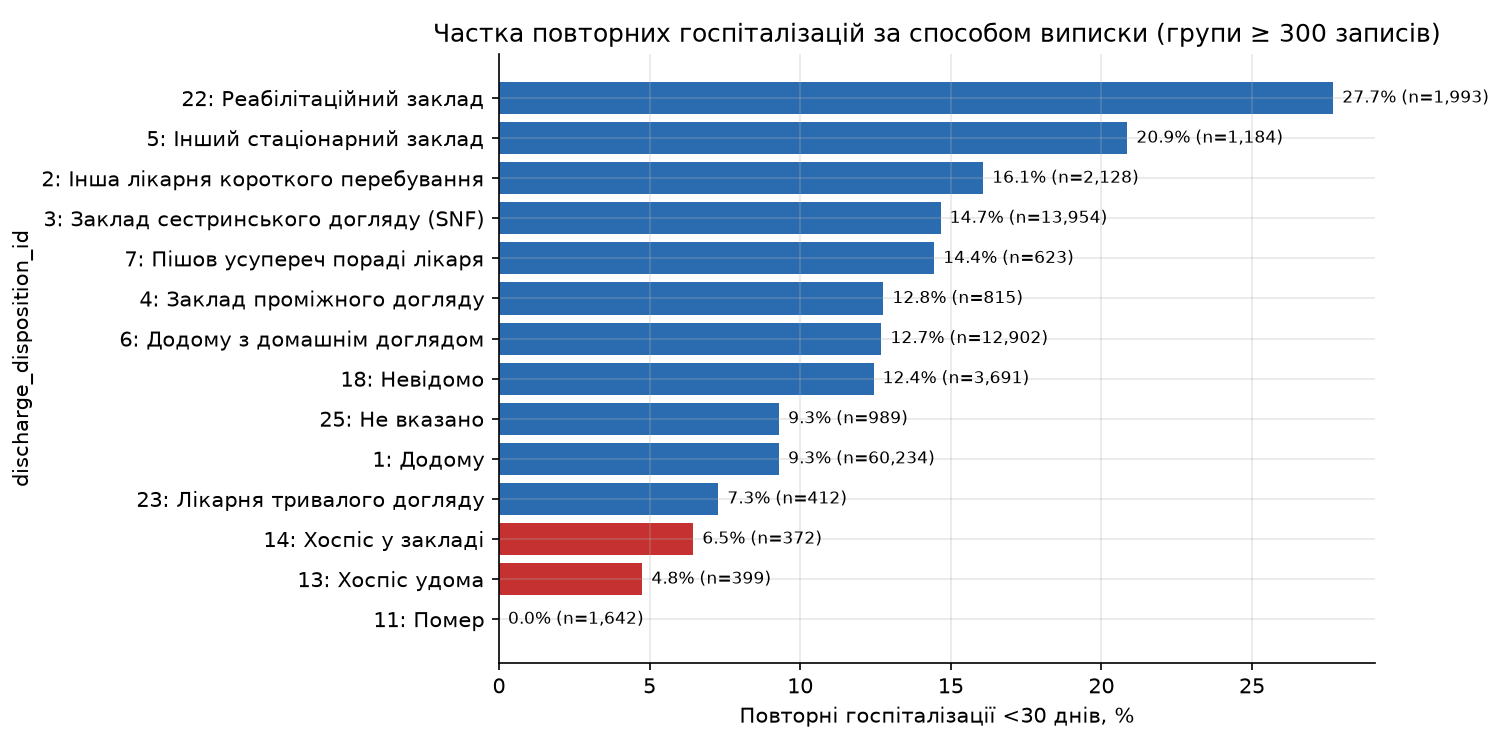 Частка повторних госпіталізацій за способом виписки (групи ≥ 300 записів)
discharge_disposition_id
22: Реабілітаційний заклад 27.7% (n=1,993)
5: Інший стаціонарний заклад 20.9% (n=1,184)
2: Інша лікарня короткого перебування 16.1% (n=2,128)
3: Заклад сестринського догляду (SNF) 14.7% (n=13,954)
7: Пішов усупереч пораді лікаря 14.4% (n=623)
4: Заклад проміжного догляду 12.8% (n=815)
6: Додому з домашнім доглядом 12.7% (n=12,902)
18: Невідомо 12.4% (n=3,691)
25: Не вказано 9.3% (n=989)
1: Додому 9.3% (n=60,234)
23: Лікарня тривалого догляду 7.3% (n=412)
14: Хоспіс у закладі 6.5% (n=372)
13: Хоспіс удома 4.8% (n=399)
11: Помер 0.0% (n=1,642)
0 5 10 15 20 25
Повторні госпіталізації <30 днів, %